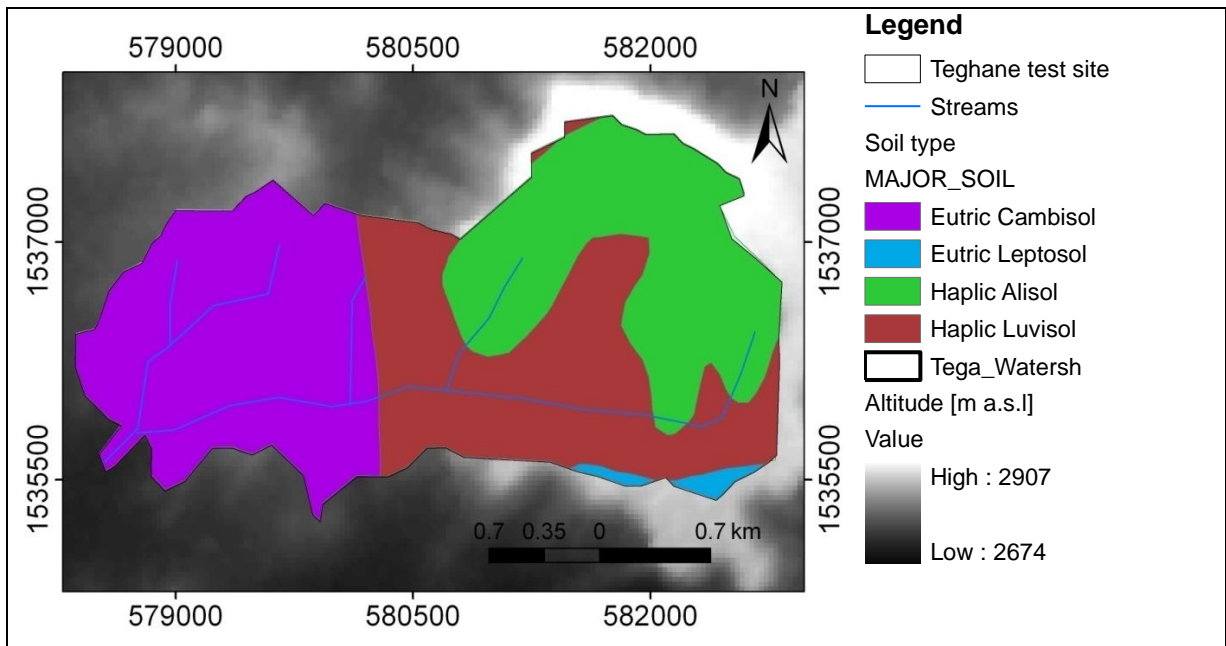 579000 580500 582000
N
1537000
1535500
1537000
1535500
0.7 0.35 0 0.7 km
579000 580500 582000
Legend
Teghane test site
Streams
Soil type
MAJOR_SOIL
Eutric Cambisol
Eutric Leptosol
Haplic Alisol
Haplic Luvisol
Tega_Watersh
Altitude [m a.s.l]
Value
High : 2907
Low : 2674